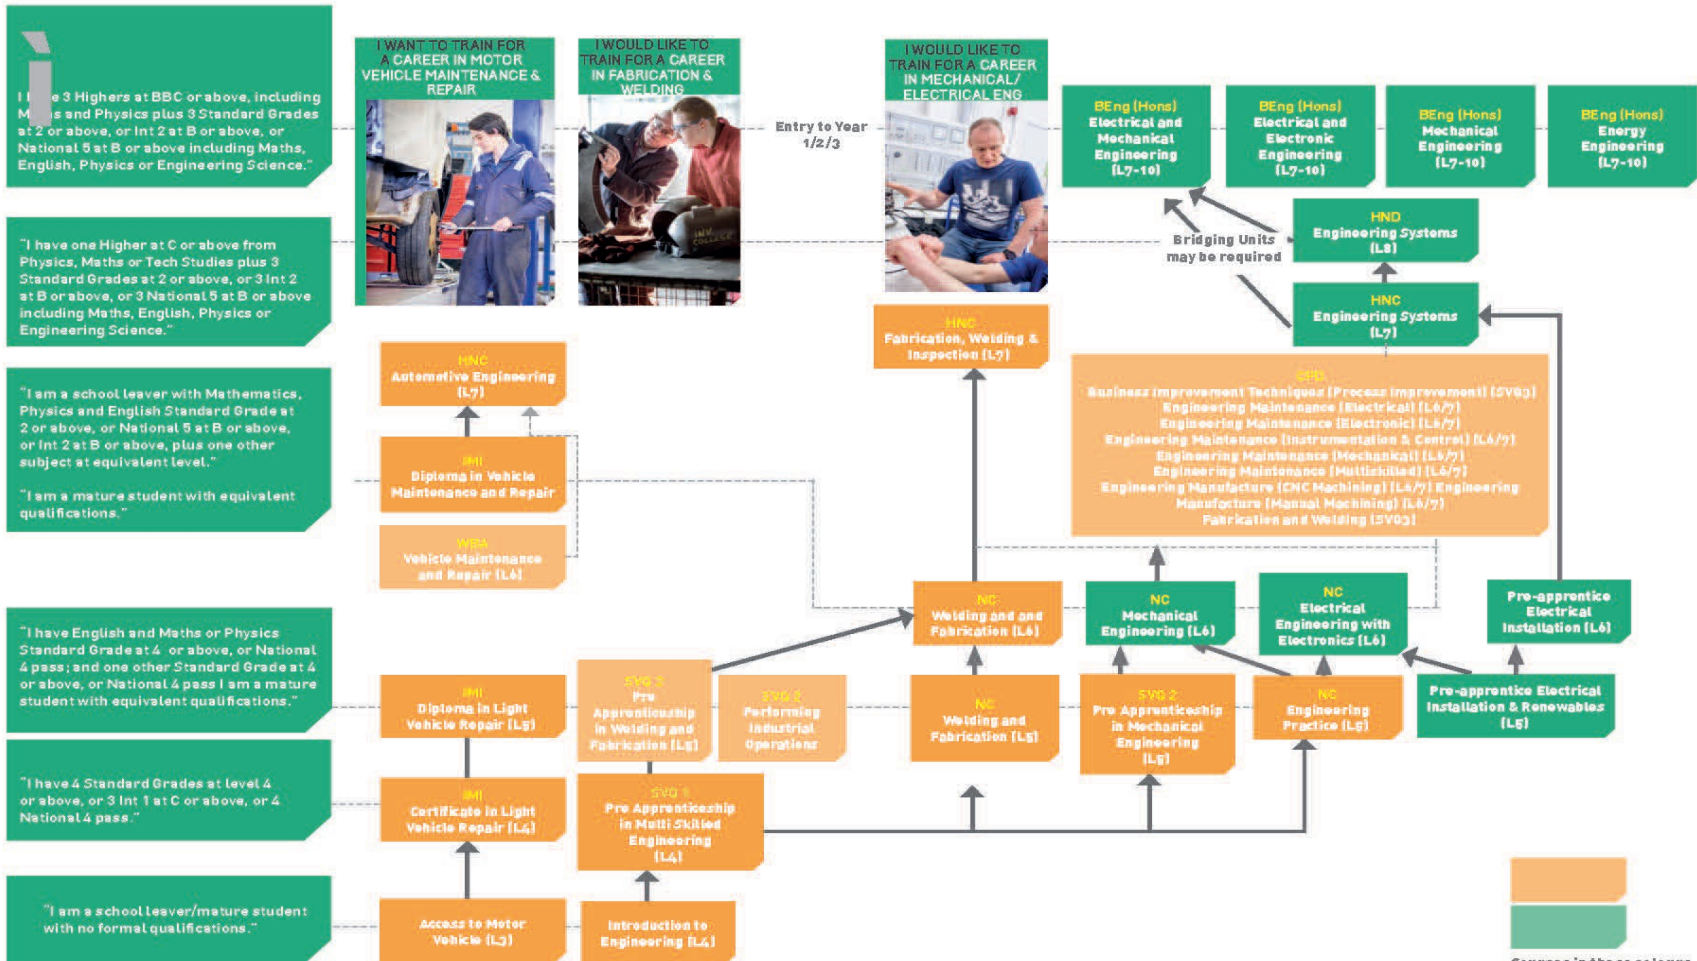 I have 3 Highers at BBC or above, including
Maths and Physics plus 3 Standard Grades
at 2 or above, or Int 2 at B or above, or
National 5 at B or above including Maths,
English, Physics or Engineering Science."
"I have one Higher at C or above from
Physics, Maths or Tech Studies plus 3
Standard Grades at 2 or above, or 3 Int 2
at B or above, or 3 National 5 at B or above
including Maths, English, Physics or
Engineering Science."
"I am a school leaver with Mathematics,
Physics and English Standard Grade at
2 or above, or National 5 at B or above,
or Int 2 at B or above, plus one other
subject at equivalent level."
"I am a mature student with equivalent
qualifications."
"I have English and Maths or Physics
Standard Grade at 4 or above, or National
4 pass; and one other Standard Grade at 4
or above, or National 4 pass I am a mature
student with equivalent qualifications."
"I have 4 Standard Grades at level 4
or above, or 3 Int 1 at C or above, or 4
National 4 pass."
"I am a school leaver/mature student
with no formal qualifications."
I WANT TO TRAIN FOR
A CAREER IN MOTOR
VEHICLE MAINTENANCE &
REPAIR
I WOULD LIKE TO
TRAIN FOR A CAREER
IN FABRICATION &
WELDING
INV.
COLLEGE
Entry to Year
1/2/3
I WOULD LIKE TO
TRAIN FOR A CAREER
IN MECHANICAL/
ELECTRICAL ENG
BEng (Hons)
Electrical and
Mechanical
Engineering
(L7-10)
BEng (Hons)
Electrical and
Electronic
Engineering
(L7-10)
BEng (Hons)
Mechanical
Engineering
(L7-10)
BEng (Hons)
Energy
Engineering
(L7-10)
Bridging Units
may be required
HND
Engineering Systems
(L8)
HNC
Engineering Systems
(L7)
HNC
Automotive Engineering
(L7)
IMI
Diploma in Vehicle
Maintenance and Repair
WBA
Vehicle Maintenance
and Repair (L6)
HNC
Fabrication, Welding &
Inspection (L7)
Business Improvement Techniques (Process Improvement) (SVQ3)
Engineering Maintenance (Electrical) (L6/7)
Engineering Maintenance (Electronic) (L6/7)
Engineering Maintenance (Instrumentation & Control) (L6/7)
Engineering Maintenance (Mechanical) (L6/7)
Engineering Maintenance (Multiskilled) (L6/7)
Engineering Manufacture (CNC Machining) (L6/7) Engineering
Manufacture (Manual Machining) (L6/7)
Fabrication and Welding (SVQ3)
NC
Welding and and
Fabrication (L6)
NC
Mechanical
Engineering (L6)
NC
Electrical
Engineering with
Electronics (L6)
Pre-apprentice
Electrical
Installation (L6)
IMI
Diploma in Light
Vehicle Repair (L5)
SVQ 2
Pre
Apprenticeship
in Welding and
Fabrication (L5)
SVQ 2
Performing
Industrial
Operations
NC
Welding and
Fabrication (L5)
SVQ 2
Pre Apprenticeship
in Mechanical
Engineering
(L5)
NC
Engineering
Practice (L5)
Pre-apprentice Electrical
Installation & Renewables
(L5)
IMI
Certificate in Light
Vehicle Repair (L4)
SVQ 1
Pre Apprenticeship
in Multi Skilled
Engineering
(L4)
Access to Motor
Vehicle (L3)
Introduction to
Engineering (L4)